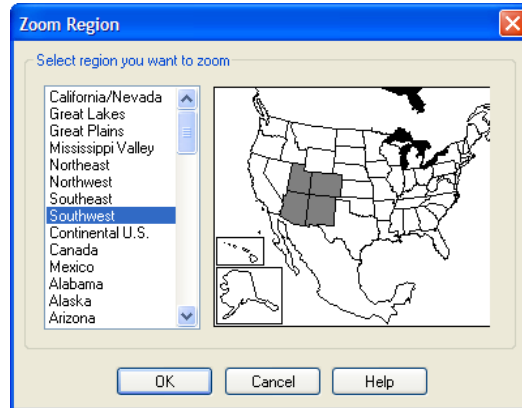 Zoom Region
Select region you want to zoom
California/Nevada
Great Lakes
Great Plains
Mississippi Valley
Northeast
Northwest
Southeast
Southwest
Continental U.S.
Canada
Mexico
Alabama
Alaska
Arizona
OK
Cancel
Help